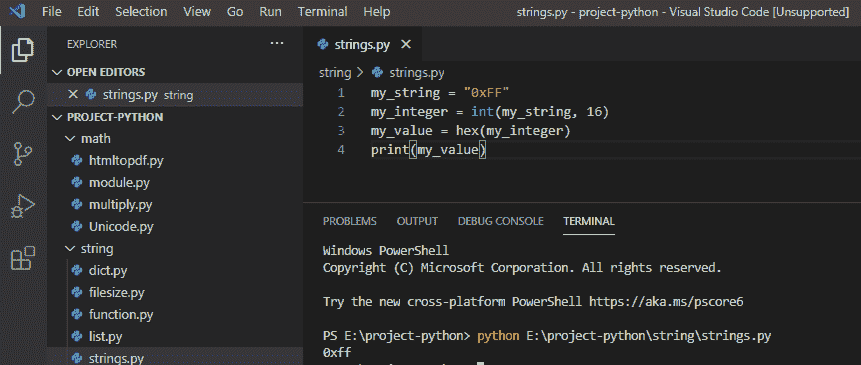 File Edit Selection View Go Run Terminal Help strings.py - project-python - Visual Studio Code [Unsupported]
EXPLORER ...
OPEN EDITORS
strings.py string
PROJECT-PYTHON
math
htmltopdf.py
module.py
multiply.py
Unicode.py
string
dict.py
filesize.py
function.py
list.py
strings.py
strings.py
string > strings.py
1 my_string = "0xFF"
2 my_integer = int(my_string, 16)
3 my_value = hex(my_integer)
4 print(my_value)
PROBLEMS OUTPUT DEBUG CONSOLE TERMINAL
Windows PowerShell
Copyright (C) Microsoft Corporation. All rights reserved.
Try the new cross-platform PowerShell https://aka.ms/pscore6
PS E:\project-python> python E:\project-python\string\strings.py
0xff